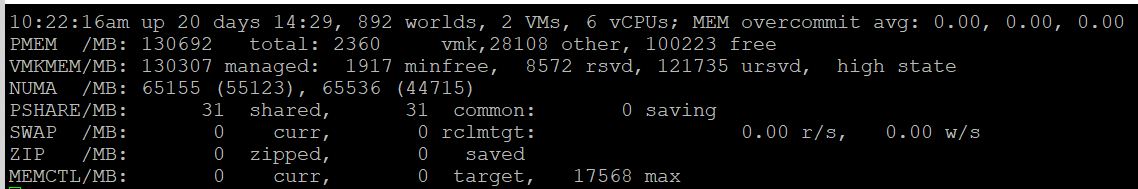 10:22:16am up 20 days 14:29, 892 worlds, 2 VMs, 6 vCPUs; MEM overcommit avg: 0.00, 0.00, 0.00
PMEM  /MB: 130692   total: 2360     vmk,28108 other, 100223 free
VMKMEM/MB: 130307 managed:  1917 minfree,  8572 rsvd, 121735 ursvd,  high state
NUMA  /MB: 65155 (55123), 65536 (44715)
PSHARE/MB:      31  shared,      31  common:       0 saving
SWAP  /MB:       0    curr,       0 rclmtgt:                 0.00 r/s,   0.00 w/s
ZIP   /MB:       0  zipped,       0   saved
MEMCTL/MB:       0    curr,       0  target,   17568 max